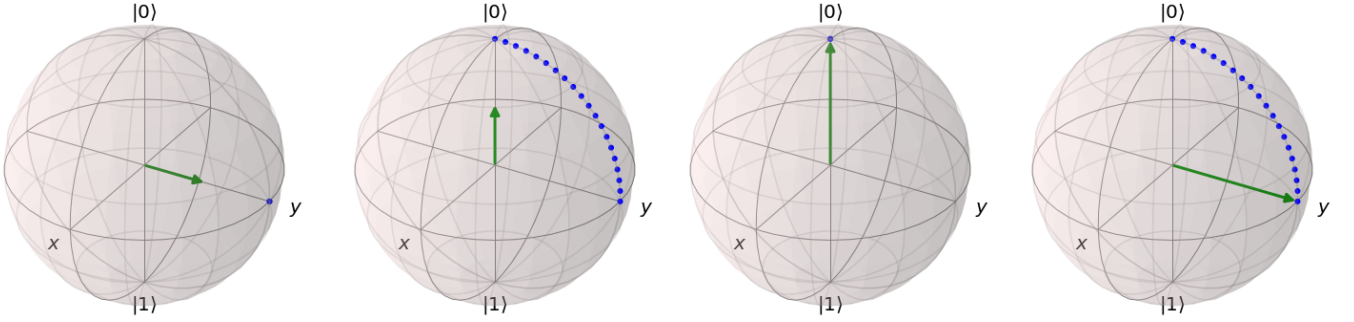 |0⟩ |0⟩ |0⟩ |0⟩
y y y y
x x x x
|1⟩ |1⟩ |1⟩ |1⟩